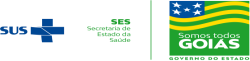 SUS
SES
Secretaria de
Estado da
Saúde
Somos todos
GOIÁS
GOVERNO DO ESTADO